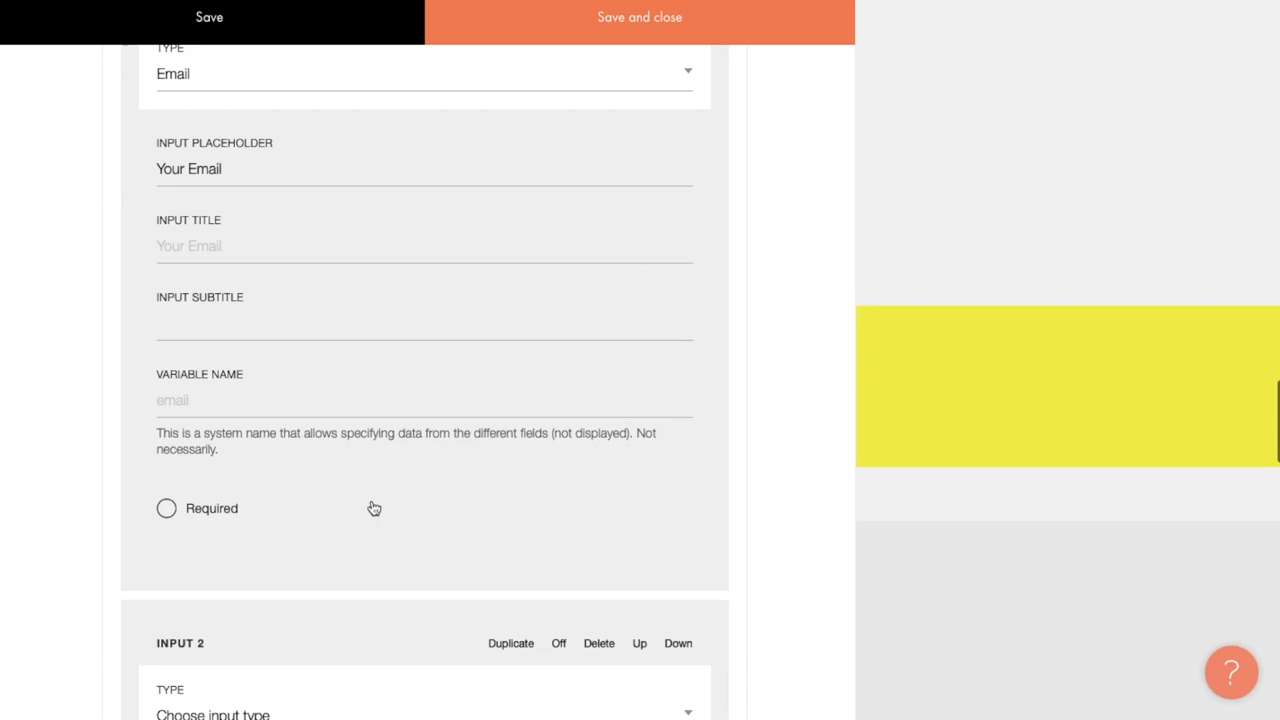 Save
Save and close
TYPE
Email
INPUT PLACEHOLDER
Your Email
INPUT TITLE
Your Email
INPUT SUBTITLE
VARIABLE NAME
email
This is a system name that allows specifying data from the different fields (not displayed). Not
necessarily.
Required
INPUT 2
Duplicate
Off
Delete
Up
Down
TYPE
Choose input type
?